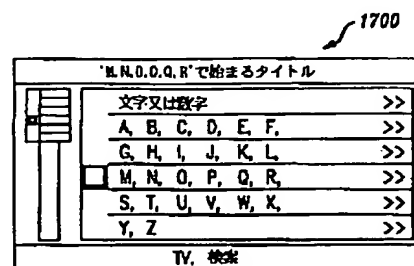 1700
'M,N,O,O,Q,R'で始まるタイトル
文字又は数字 >>
A, B, C, D, E, F, >>
G, H, I, J, K, L, >>
M, N, O, P, Q, R, >>
S, T, U, V, W, X, >>
Y, Z >>
TV, 検索